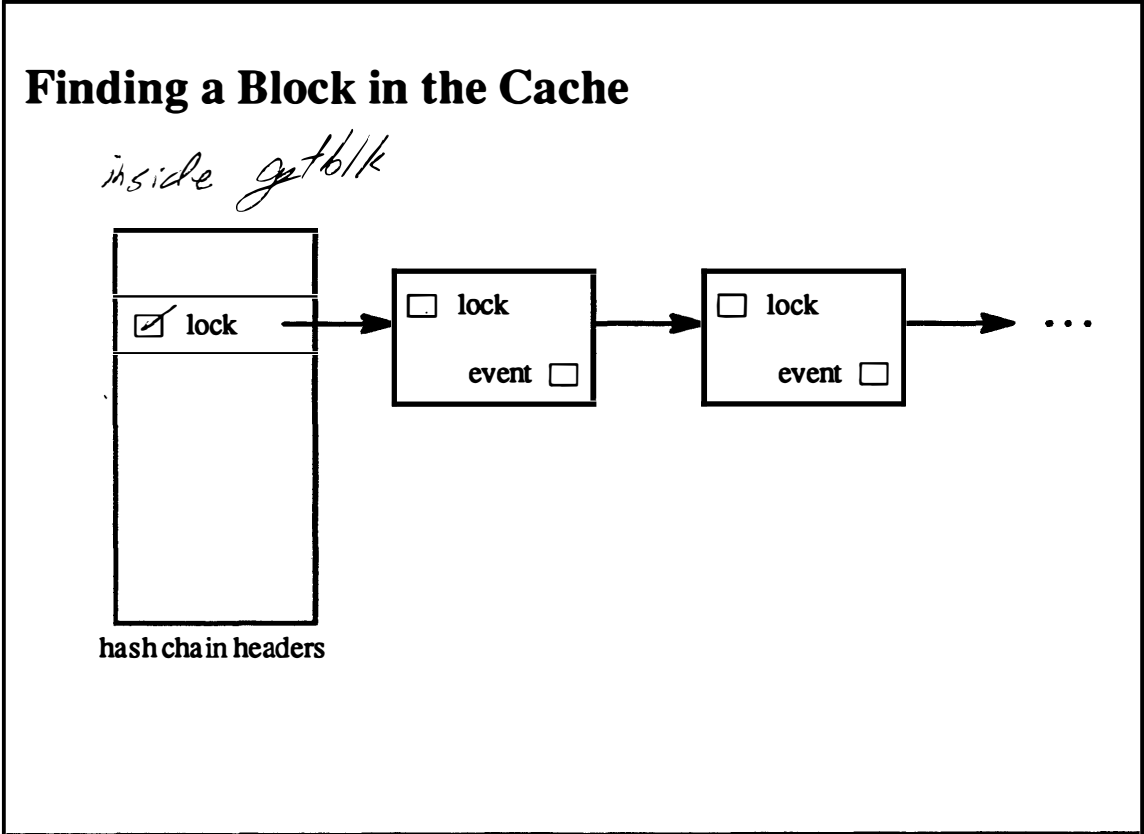 Finding a Block in the Cache
inside getblk
lock
lock
event
lock
event
...
hash chain headers